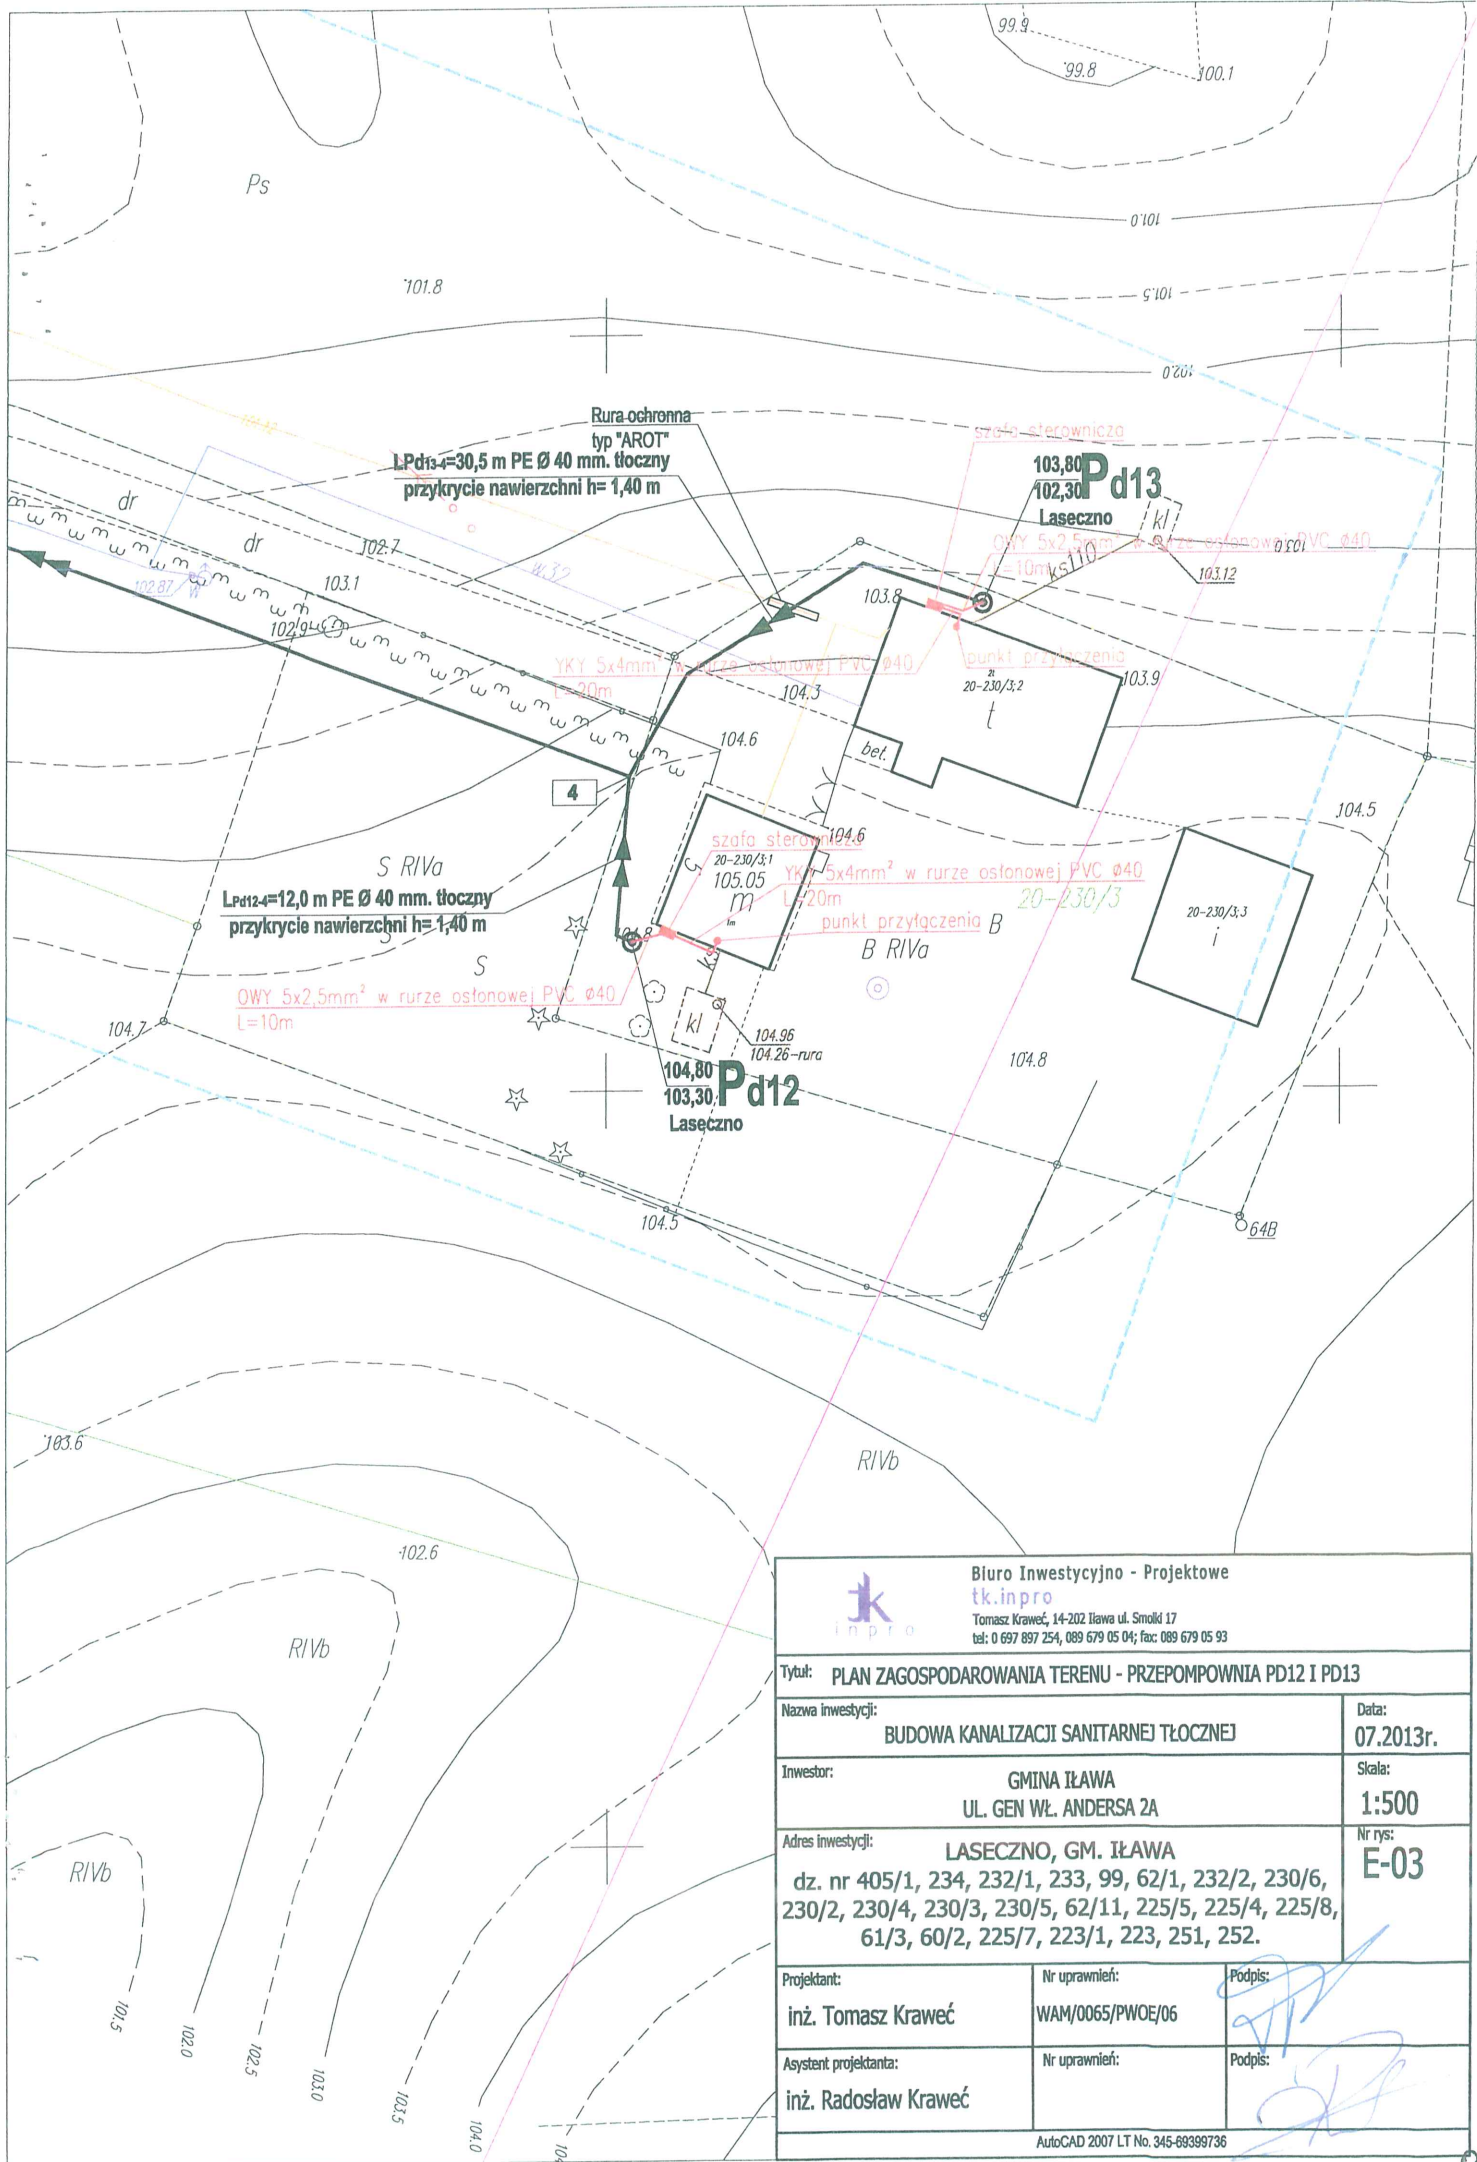 99.9
99.8
100.1
Ps
101.0
101.8
101.5
102.0
Rura ochronna
typ "AROT"
LPd13-4=30,5 m PE Ø 40 mm. tłoczny
przykrycie nawierzchni h= 1,40 m
szafa sterownicza
103,80
102,30
Pd13
Laseczno
kl
103.0
OWY 5x2,5mm² w rurze osłonowej PVC ø40
L=10m
ks110
103.12
dr
dr
102.7
103.1
102.87
W
w32
102.9
103.8
YKY 5x4mm² w rurze osłonowej PVC ø40
L=20m
punkt przyłączenia
20-230/3;2
t
103.9
104.3
104.6
bet.
4
104.5
szafa sterownicza
104.6
20-230/3;1
105.05
m
YKY 5x4mm² w rurze osłonowej PVC ø40
L=20m
20-230/3
punkt przyłączenia
B
B RIVa
20-230/3;3
i
S RIVa
LPd12-4=12,0 m PE Ø 40 mm. tłoczny
przykrycie nawierzchni h= 1,40 m
S
S
104.8
ks
OWY 5x2,5mm² w rurze osłonowej PVC ø40
L=10m
104.7
kl
104.96
104.26-rura
104.8
104,80
103,30
Pd12
Laseczno
104.5
64B
103.6
RIVb
102.6
RIVb
RIVb
101.5
102.0
102.5
103.0
103.5
104.0
tk
inpro
Biuro Inwestycyjno - Projektowe
tk.inpro
Tomasz Kraweć, 14-202 Iława ul. Smolki 17
tel: 0 697 897 254, 089 679 05 04; fax: 089 679 05 93
Tytuł: PLAN ZAGOSPODAROWANIA TERENU - PRZEPOMPOWNIA PD12 I PD13
Nazwa inwestycji:
BUDOWA KANALIZACJI SANITARNEJ TŁOCZNEJ
Data:
07.2013r.
Inwestor:
GMINA IŁAWA
UL. GEN WŁ. ANDERSA 2A
Skala:
1:500
Adres inwestycji:
LASECZNO, GM. IŁAWA
dz. nr 405/1, 234, 232/1, 233, 99, 62/1, 232/2, 230/6,
230/2, 230/4, 230/3, 230/5, 62/11, 225/5, 225/4, 225/8,
61/3, 60/2, 225/7, 223/1, 223, 251, 252.
Nr rys:
E-03
Projektant:
inż. Tomasz Kraweć
Nr uprawnień:
WAM/0065/PWOE/06
Podpis:
Asystent projektanta:
inż. Radosław Kraweć
Nr uprawnień:
Podpis:
AutoCAD 2007 LT No. 345-69399736